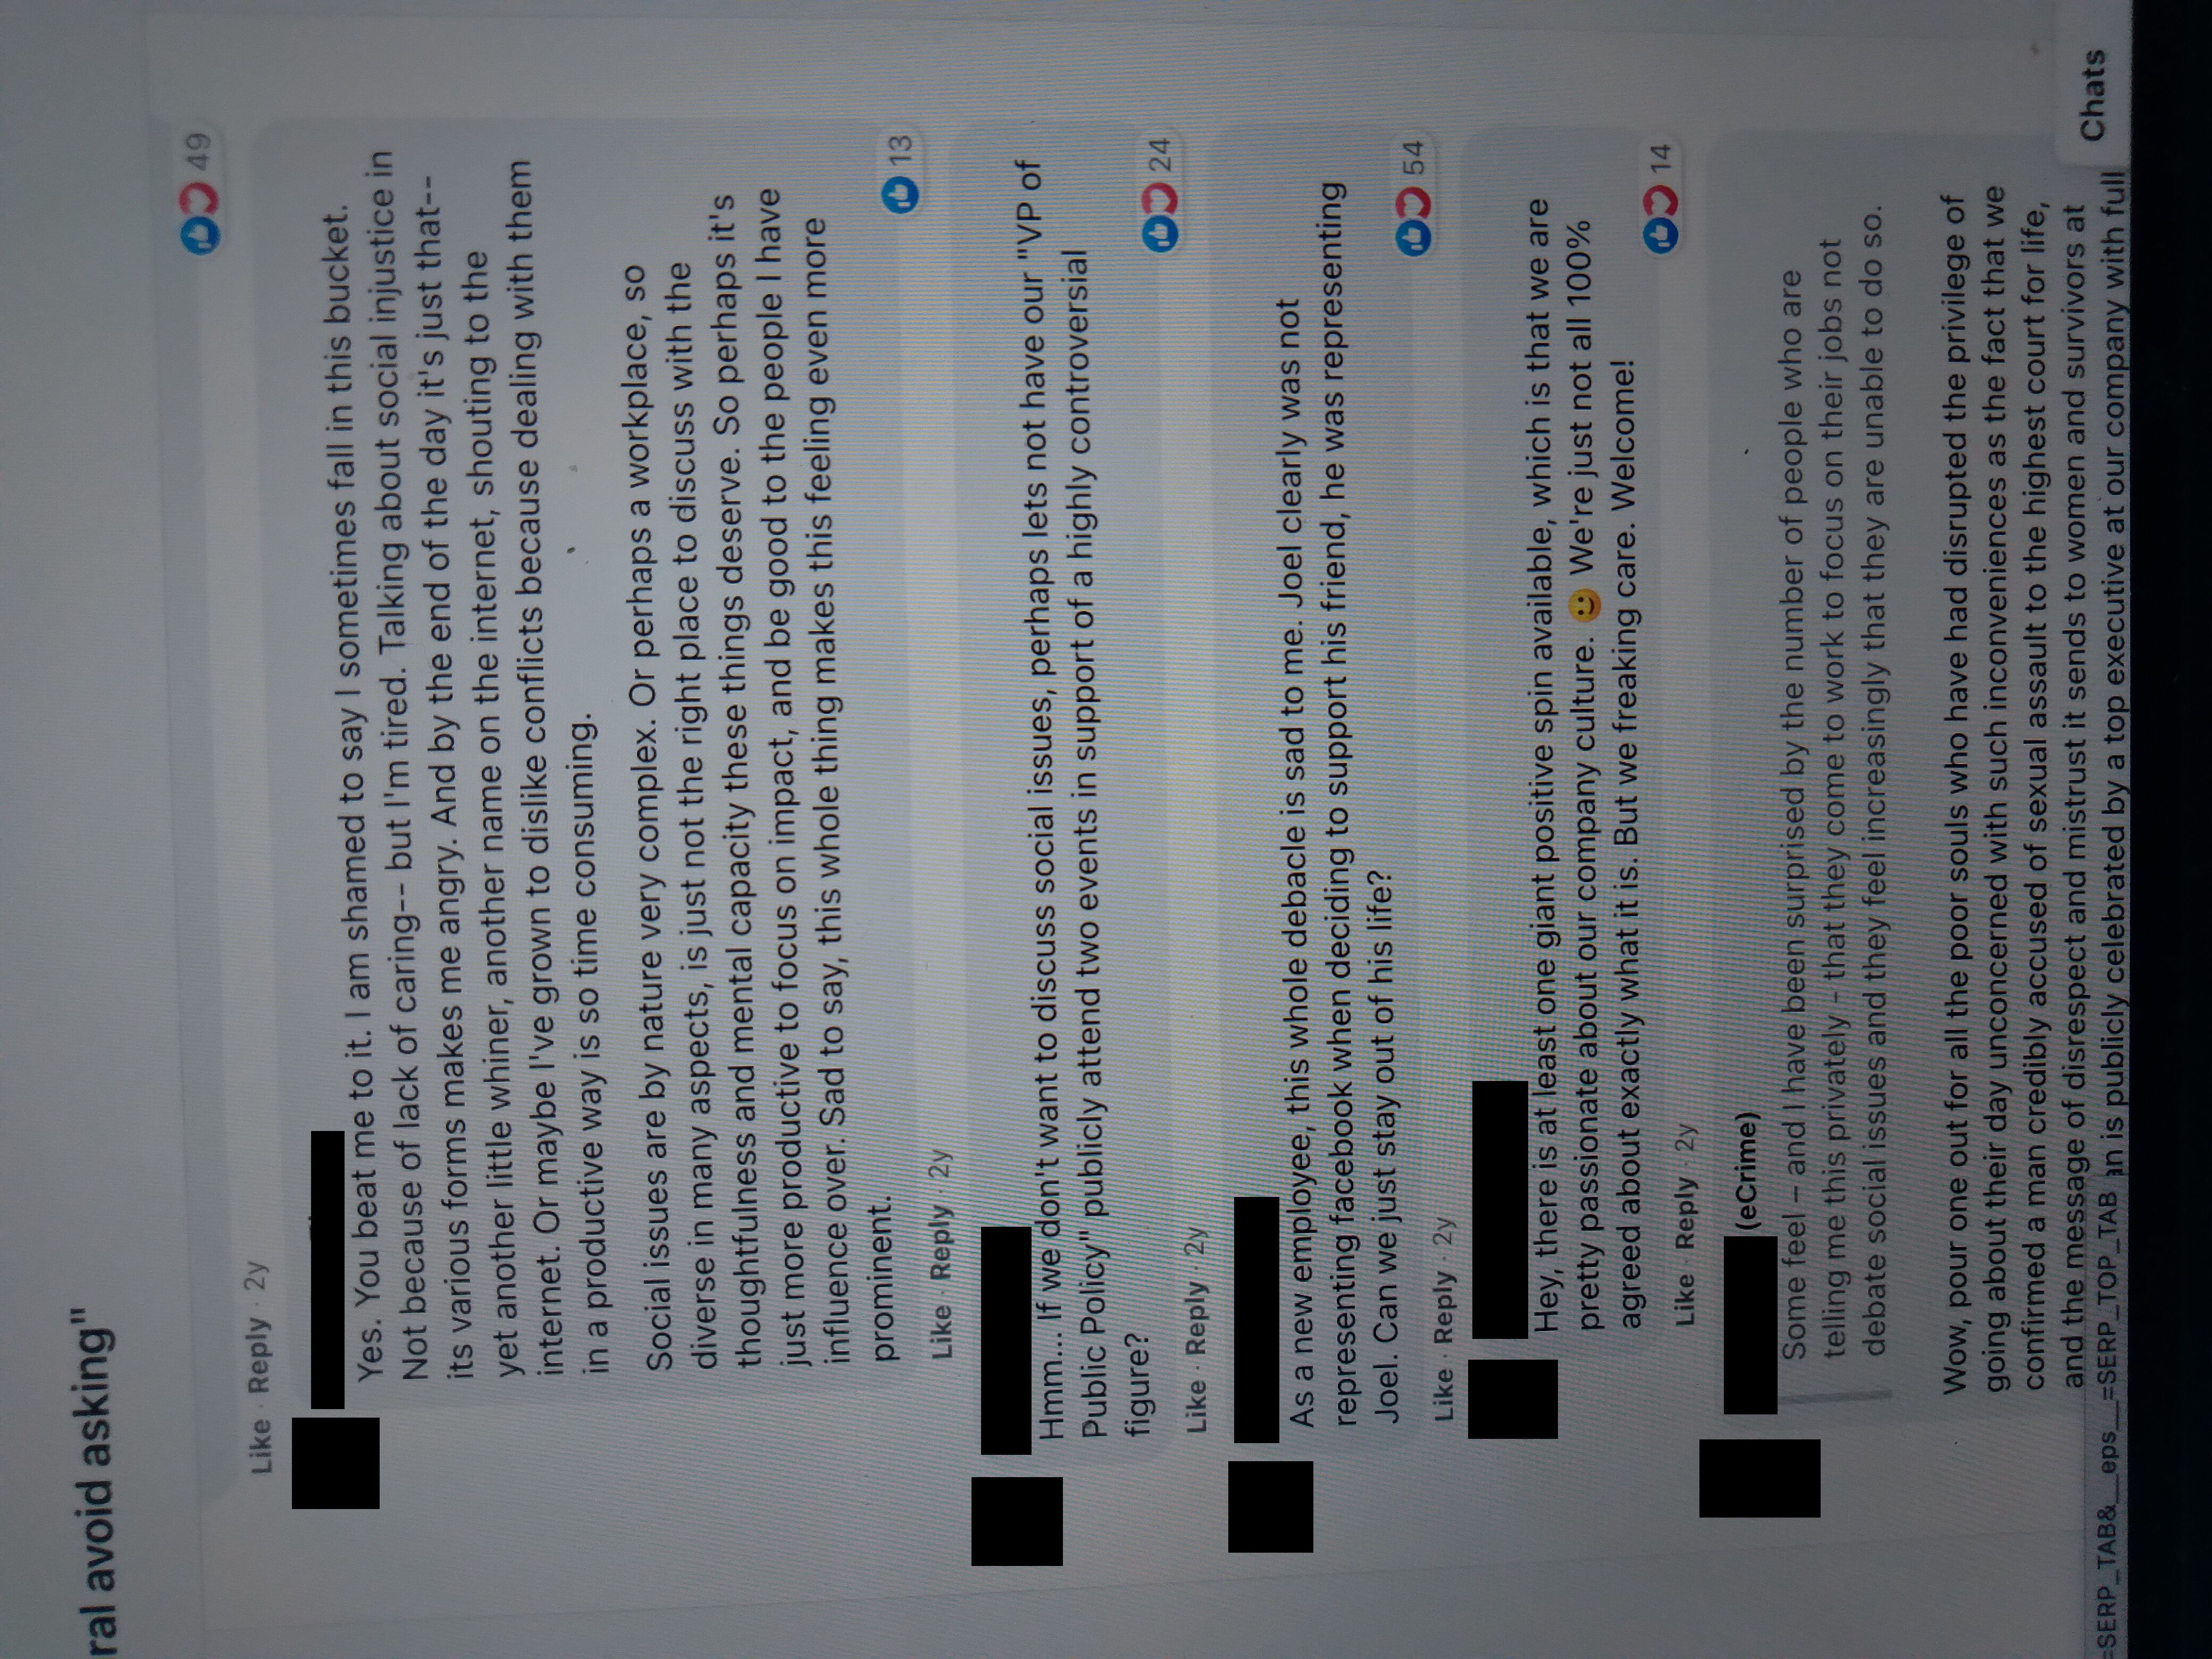 ral avoid asking"
49
Like · Reply · 2y
Yes. You beat me to it. I am shamed to say I sometimes fall in this bucket.
Not because of lack of caring-- but I'm tired. Talking about social injustice in
its various forms makes me angry. And by the end of the day it's just that--
yet another little whiner, another name on the internet, shouting to the
internet. Or maybe I've grown to dislike conflicts because dealing with them
in a productive way is so time consuming.
Social issues are by nature very complex. Or perhaps a workplace, so
diverse in many aspects, is just not the right place to discuss with the
thoughtfulness and mental capacity these things deserve. So perhaps it's
just more productive to focus on impact, and be good to the people I have
influence over. Sad to say, this whole thing makes this feeling even more
prominent.
13
Like · Reply · 2y
Hmm... If we don't want to discuss social issues, perhaps lets not have our "VP of
Public Policy" publicly attend two events in support of a highly controversial
figure?
24
Like · Reply · 2y
As a new employee, this whole debacle is sad to me. Joel clearly was not
representing facebook when deciding to support his friend, he was representing
Joel. Can we just stay out of his life?
54
Like · Reply · 2y
Hey, there is at least one giant positive spin available, which is that we are
pretty passionate about our company culture. 🙂 We're just not all 100%
agreed about exactly what it is. But we freaking care. Welcome!
14
Like · Reply · 2y
(eCrime)
Some feel – and I have been surprised by the number of people who are
telling me this privately - that they come to work to focus on their jobs not
debate social issues and they feel increasingly that they are unable to do so.
Wow, pour one out for all the poor souls who have had disrupted the privilege of
going about their day unconcerned with such inconveniences as the fact that we
confirmed a man credibly accused of sexual assault to the highest court for life,
and the message of disrespect and mistrust it sends to women and survivors at
an is publicly celebrated by a top executive at our company with full
=SERP_TAB&__eps__=SERP_TOP_TAB
Chats